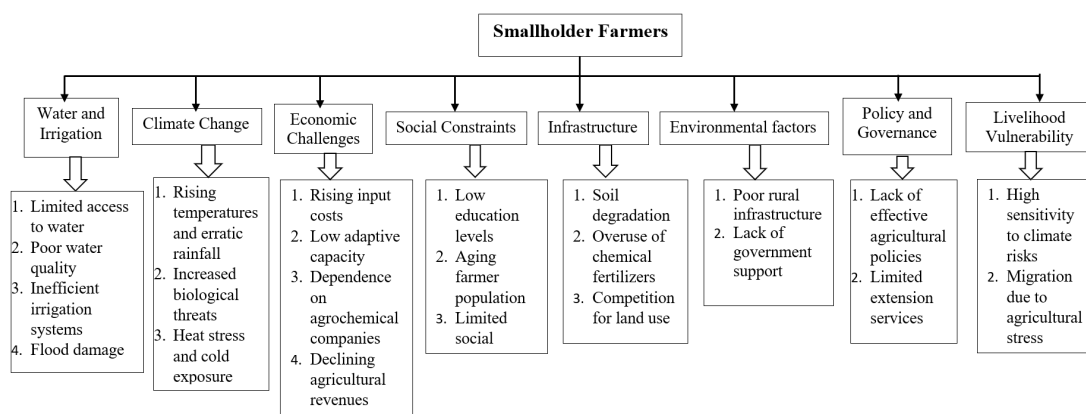 Smallholder Farmers
Water and
Irrigation
Climate Change
Economic
Challenges
Social Constraints
Infrastructure
Environmental factors
Policy and
Governance
Livelihood
Vulnerability
1. Limited access
to water
2. Poor water
quality
3. Inefficient
irrigation
systems
4. Flood damage
1. Rising
temperatures
and erratic
rainfall
2. Increased
biological
threats
3. Heat stress
and cold
exposure
1. Rising input
costs
2. Low adaptive
capacity
3. Dependence on
agrochemical
companies
4. Declining
agricultural
revenues
1. Low
education
levels
2. Aging
farmer
population
3. Limited
social
1. Soil
degradation
2. Overuse of
chemical
fertilizers
3. Competition
for land use
1. Poor rural
infrastructure
2. Lack of
government
support
1. Lack of
effective
agricultural
policies
2. Limited
extension
services
1. High
sensitivity
to climate
risks
2. Migration
due to
agricultural
stress